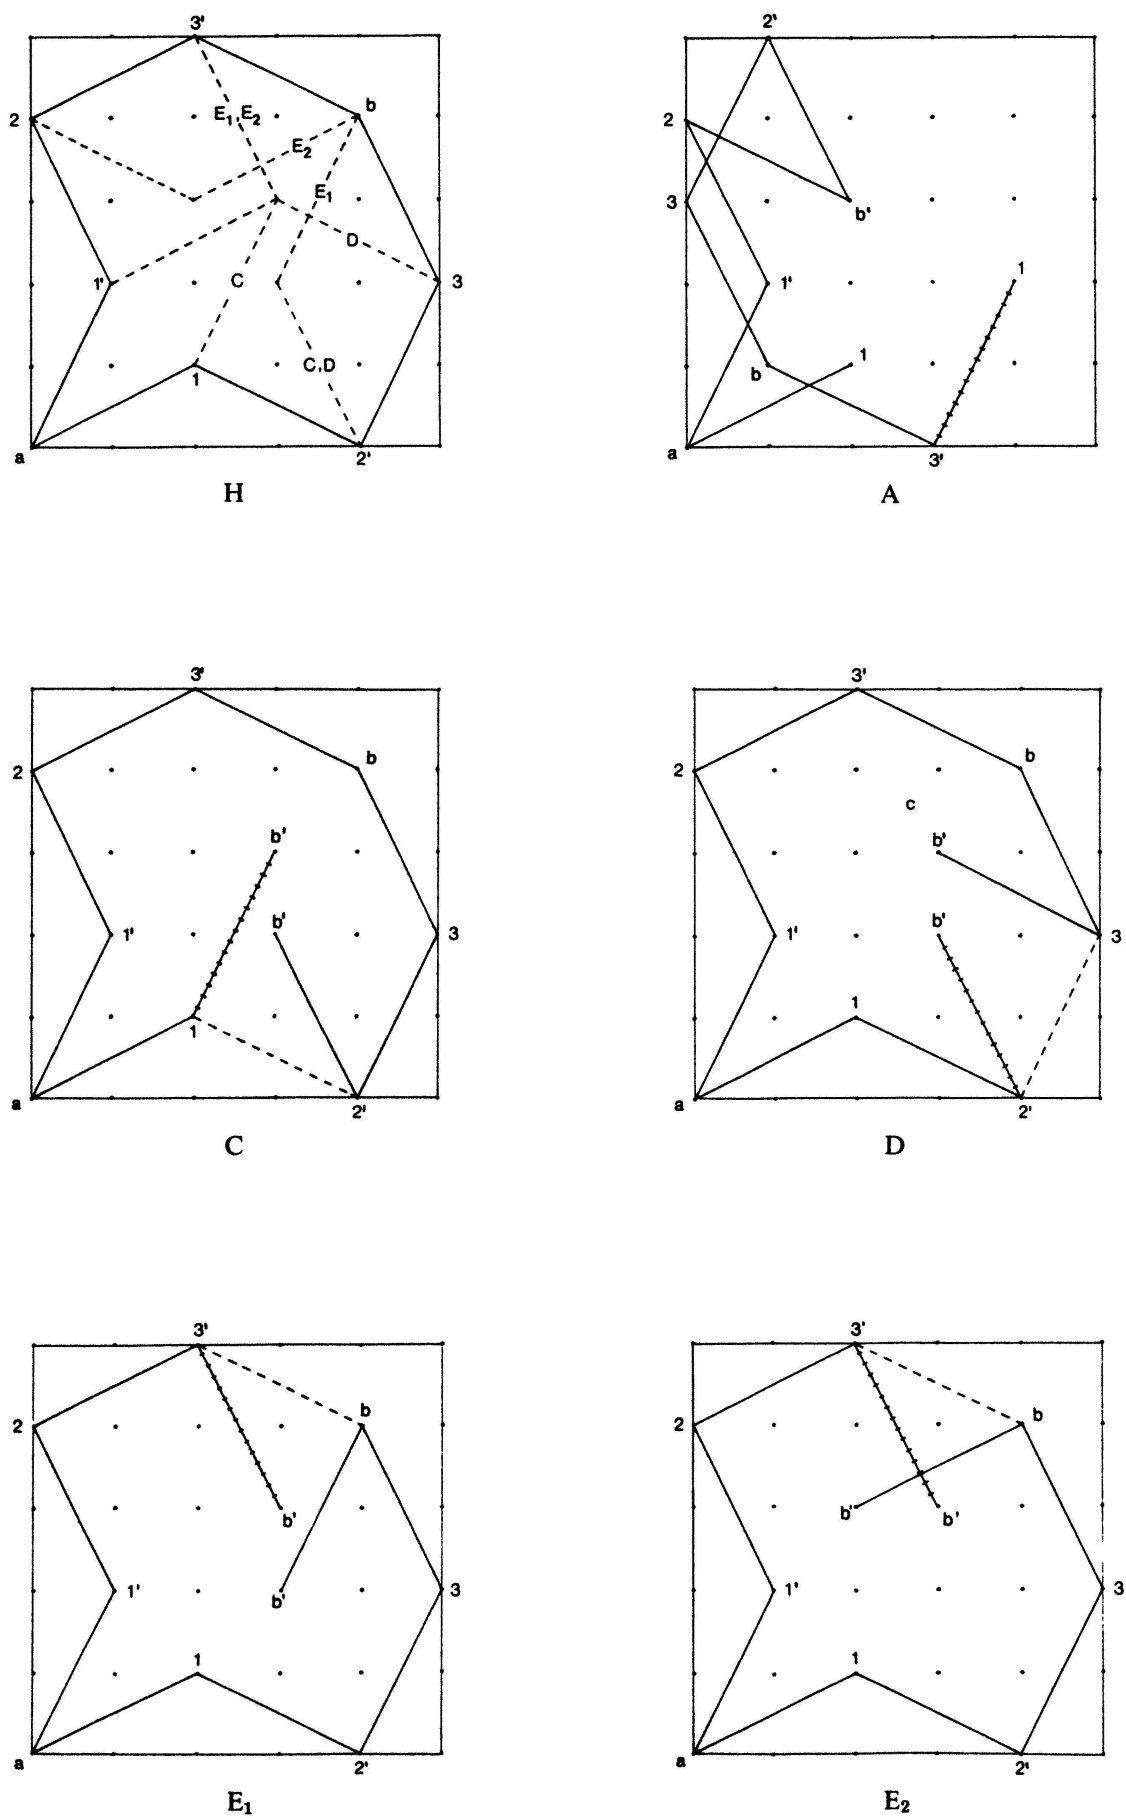 3' 2'
E₁,E₂ b
2 2
E₂
E₁ 3 b'
D
1' C 3 1' 1
C,D 1
1 b
a 2' a 3'
H A
3' 3'
b b
2 2
c
b' b'
b' b'
1' 3 1' 3
1 1
a 2' a 2'
C D
3' 3'
b b
2 2
b' b' b'
1' b' 3 1' 3
1 1
a 2' a 2'
E₁ E₂